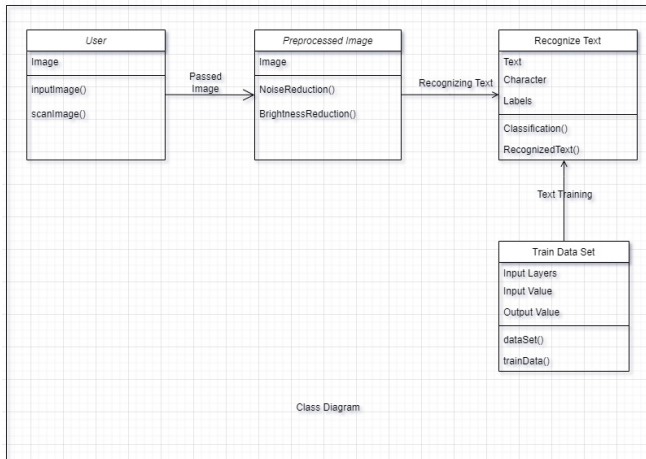 User
Image
inputImage()
scanImage()
Passed
Image
Preprocessed Image
Image
NoiseReduction()
BrightnessReduction()
Recognizing Text
Recognize Text
Text
Character
Labels
Classification()
RecognizedText()
Text Training
Train Data Set
Input Layers
Input Value
Output Value
dataSet()
trainData()
Class Diagram